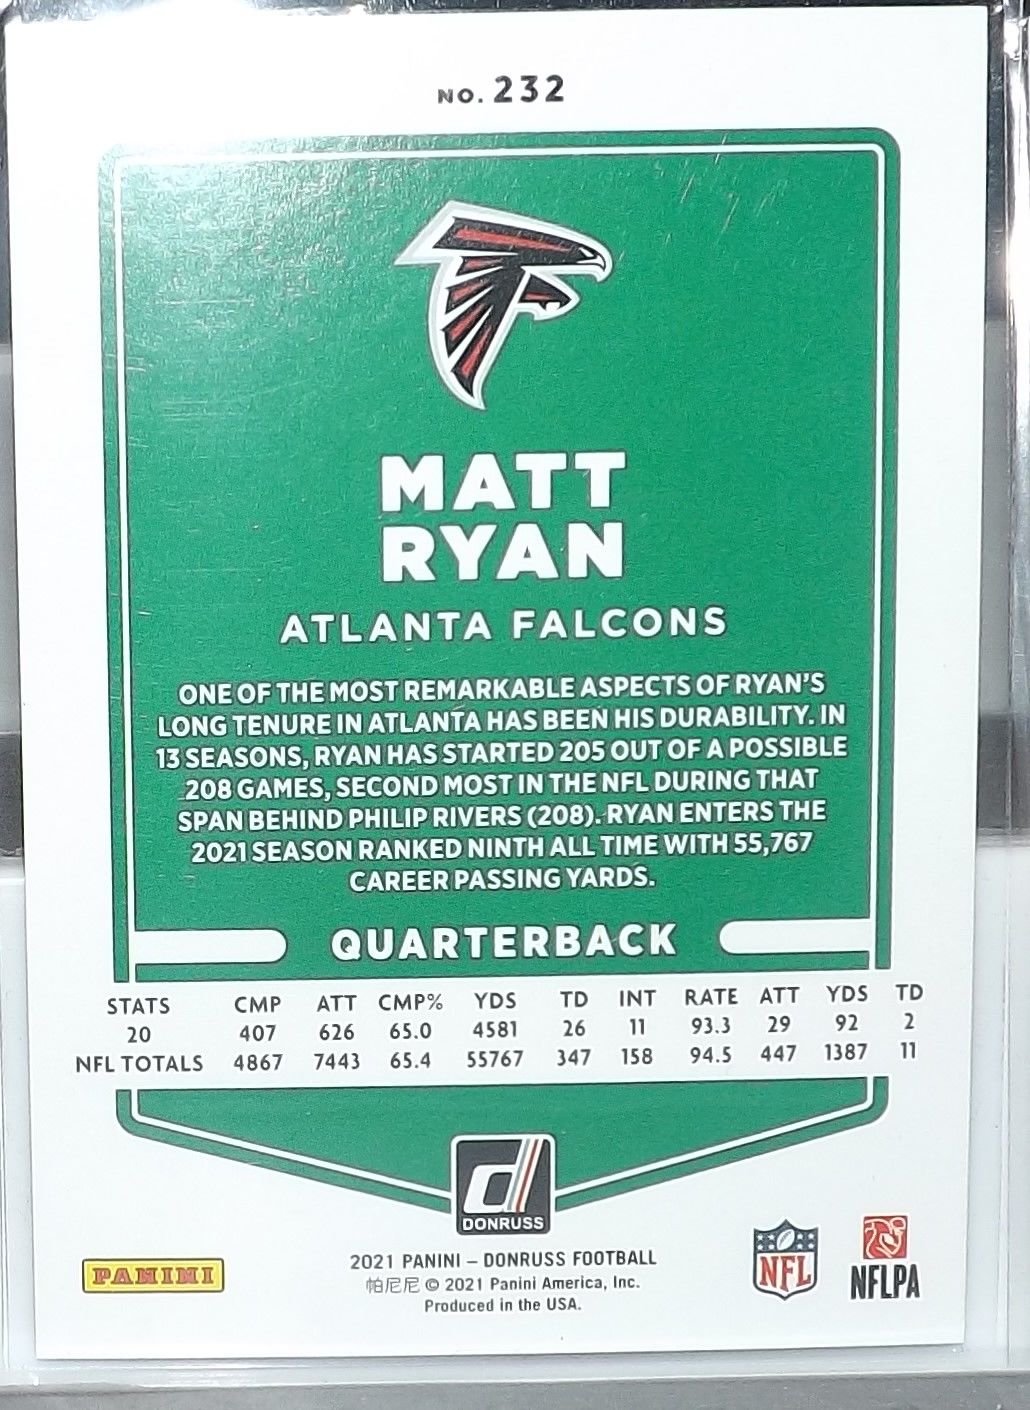 NO. 232
MATT
RYAN
ATLANTA FALCONS
ONE OF THE MOST REMARKABLE ASPECTS OF RYAN'S
LONG TENURE IN ATLANTA HAS BEEN HIS DURABILITY. IN
13 SEASONS, RYAN HAS STARTED 205 OUT OF A POSSIBLE
208 GAMES, SECOND MOST IN THE NFL DURING THAT
SPAN BEHIND PHILIP RIVERS (208). RYAN ENTERS THE
2021 SEASON RANKED NINTH ALL TIME WITH 55,767
CAREER PASSING YARDS.
QUARTERBACK
STATS CMP ATT CMP% YDS TD INT RATE ATT YDS TD
20 407 626 65.0 4581 26 11 93.3 29 92 2
NFL TOTALS 4867 7443 65.4 55767 347 158 94.5 447 1387 11
d
DONRUSS
PANINI
2021 PANINI – DONRUSS FOOTBALL
帕尼尼 © 2021 Panini America, Inc.
Produced in the USA.
NFL
NFLPA